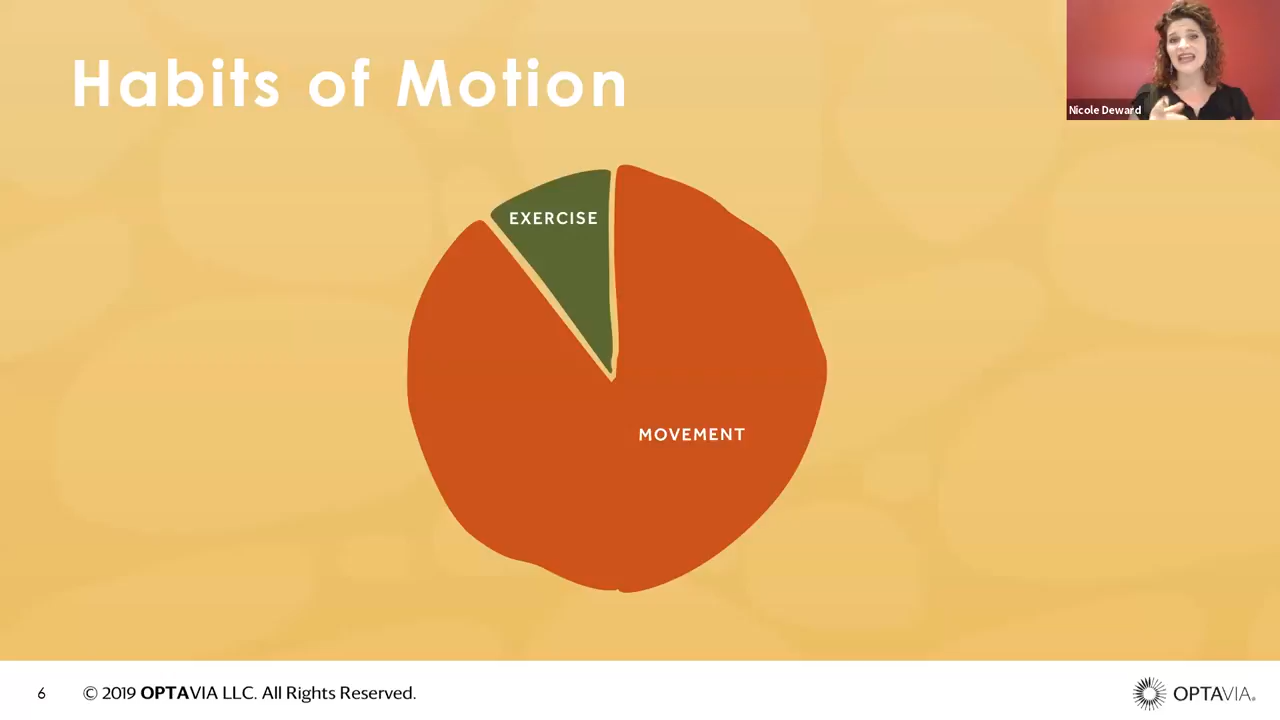 Habits of Motion
Nicole Deward
EXERCISE
MOVEMENT
6
© 2019 OPTAVIA LLC. All Rights Reserved.
OPTAVIA®